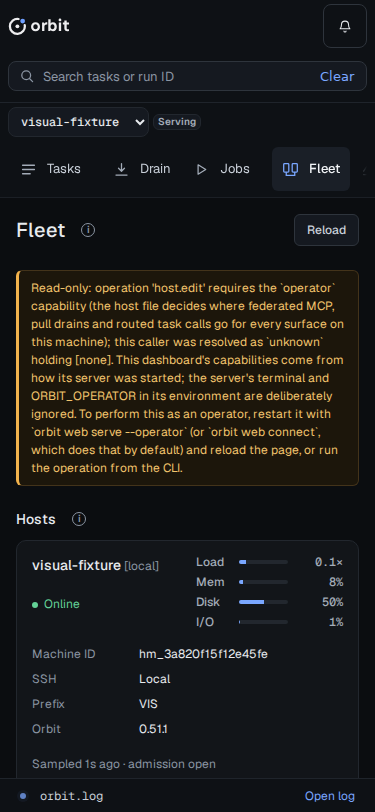 orbit
Search tasks or run ID
Clear
visual-fixture
Serving
Tasks
Drain
Jobs
Fleet
Fleet
Reload
Read-only: operation 'host.edit' requires the `operator`
capability (the host file decides where federated MCP,
pull drains and routed task calls go for every surface on
this machine); this caller was resolved as `unknown`
holding [none]. This dashboard's capabilities come from
how its server was started; the server's terminal and
ORBIT_OPERATOR in its environment are deliberately
ignored. To perform this as an operator, restart it with
`orbit web serve --operator` (or `orbit web connect`,
which does that by default) and reload the page, or run
the operation from the CLI.
Hosts
visual-fixture [local]
Online
Load 0.1×
Mem 8%
Disk 50%
I/O 1%
Machine ID hm_3a820f15f12e45fe
SSH Local
Prefix VIS
Orbit 0.51.1
Sampled 1s ago · admission open
orbit.log
Open log